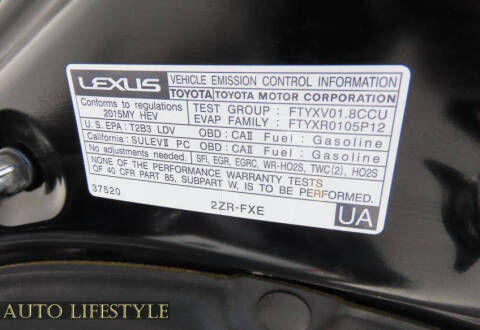 LEXUS VEHICLE EMISSION CONTROL INFORMATION
TOYOTA TOYOTA MOTOR CORPORATION
Conforms to regulations
2015MY HEV
TEST GROUP : FTYXV01.8CCU
EVAP FAMILY : FTYXR0105P12
U.S. EPA : T2B3 LDV OBD: CAII Fuel: Gasoline
California: SULEVII PC OBD: CAII Fuel: Gasoline
NO ADJUSTMENTS NEEDED. SFI, EGR, EGRC, WR-HO2S, TWC(2), HO2S
NONE OF THE PERFORMANCE WARRANTY TESTS
OF 40 CFR PART 85, SUBPART W, IS TO BE PERFORMED.
37520
2ZR-FXE
UA
AUTO LIFESTYLE